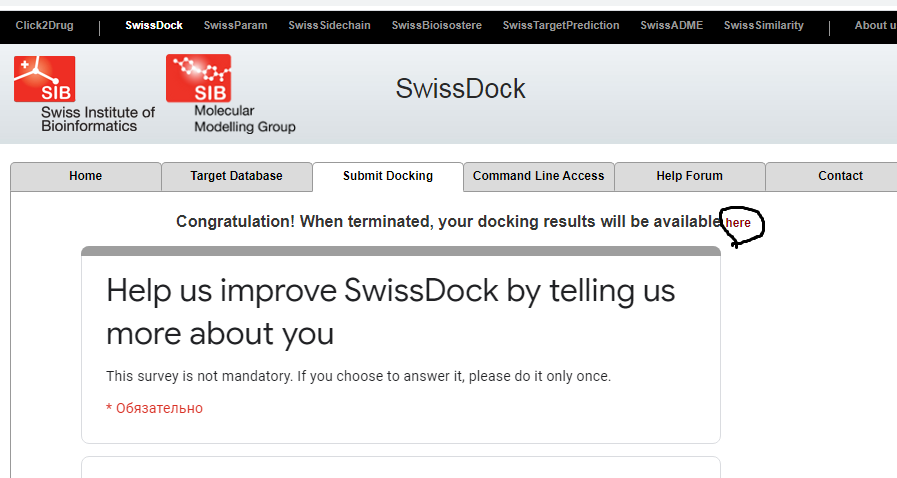 Click2Drug | SwissDock SwissParam SwissSidechain SwissBioisostere SwissTargetPrediction SwissADME SwissSimilarity | About u
SIB
Swiss Institute of
Bioinformatics
SIB
Molecular
Modelling Group
SwissDock
Home Target Database Submit Docking Command Line Access Help Forum Contact
Congratulation! When terminated, your docking results will be available here
Help us improve SwissDock by telling us
more about you
This survey is not mandatory. If you choose to answer it, please do it only once.
* Обязательно